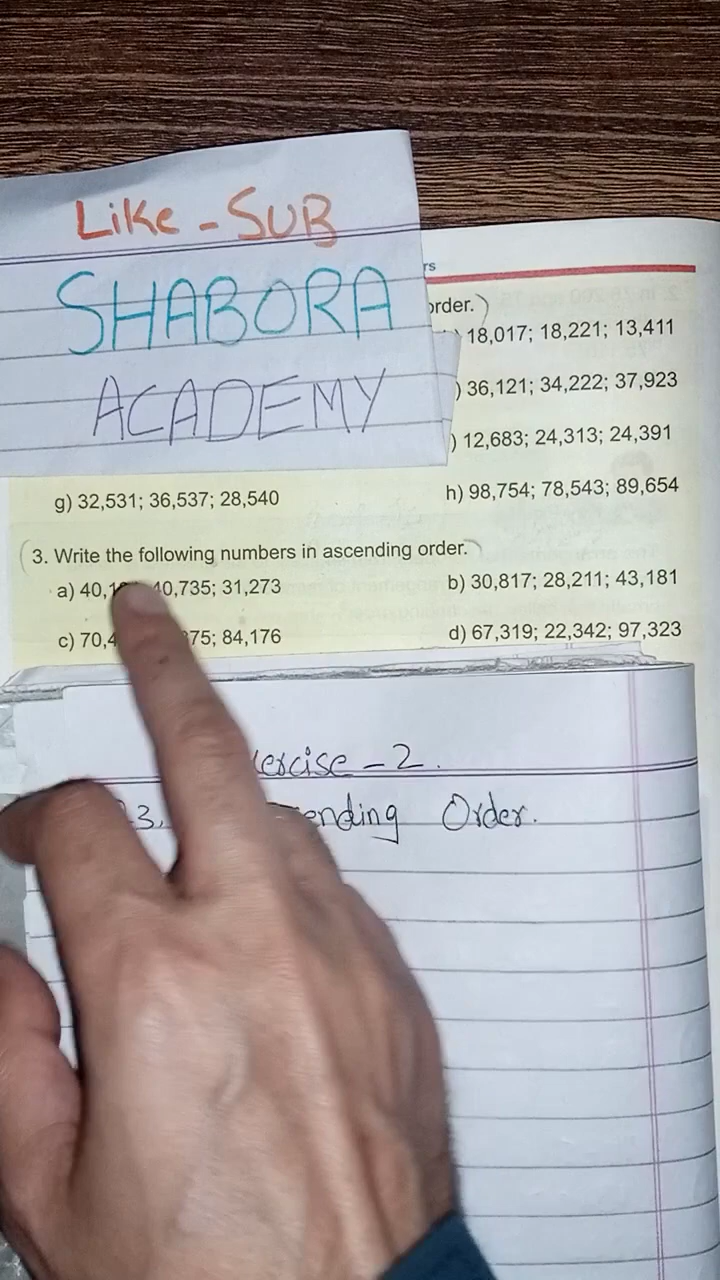 Like - SUB
SHABORA
ACADEMY
rs
order.
18,017; 18,221; 13,411
) 36,121; 34,222; 37,923
) 12,683; 24,313; 24,391
g) 32,531; 36,537; 28,540
h) 98,754; 78,543; 89,654
3. Write the following numbers in ascending order.
a) 40,1 40,735; 31,273
b) 30,817; 28,211; 43,181
c) 70,4 75; 84,176
d) 67,319; 22,342; 97,323
ercise - 2.
3. ending Order.